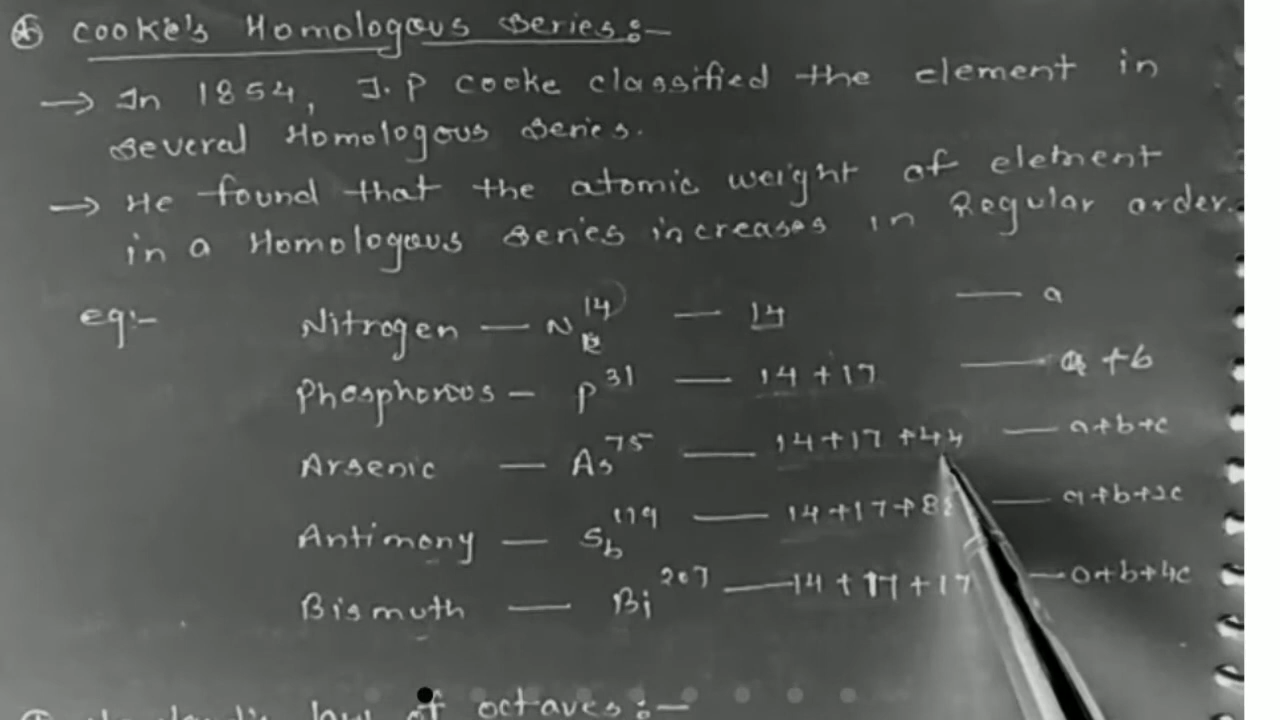 Cooke's Homologous Series:-
→ In 1854, J.P Cooke classified the element in
several Homologous series.
→ He found that the atomic weight of element
in a Homologous series increases in Regular order.
eg:- Nitrogen — N 14 — 14 — a
Phosphorous - P 31 — 14+17 — a+b
Arsenic — As 75 — 14+17+44 — a+b+c
Antimony — Sb 119 — 14+17+88 — a+b+2c
Bismuth — Bi 207 — 14+17+17 — a+b+4c
law of octaves:-